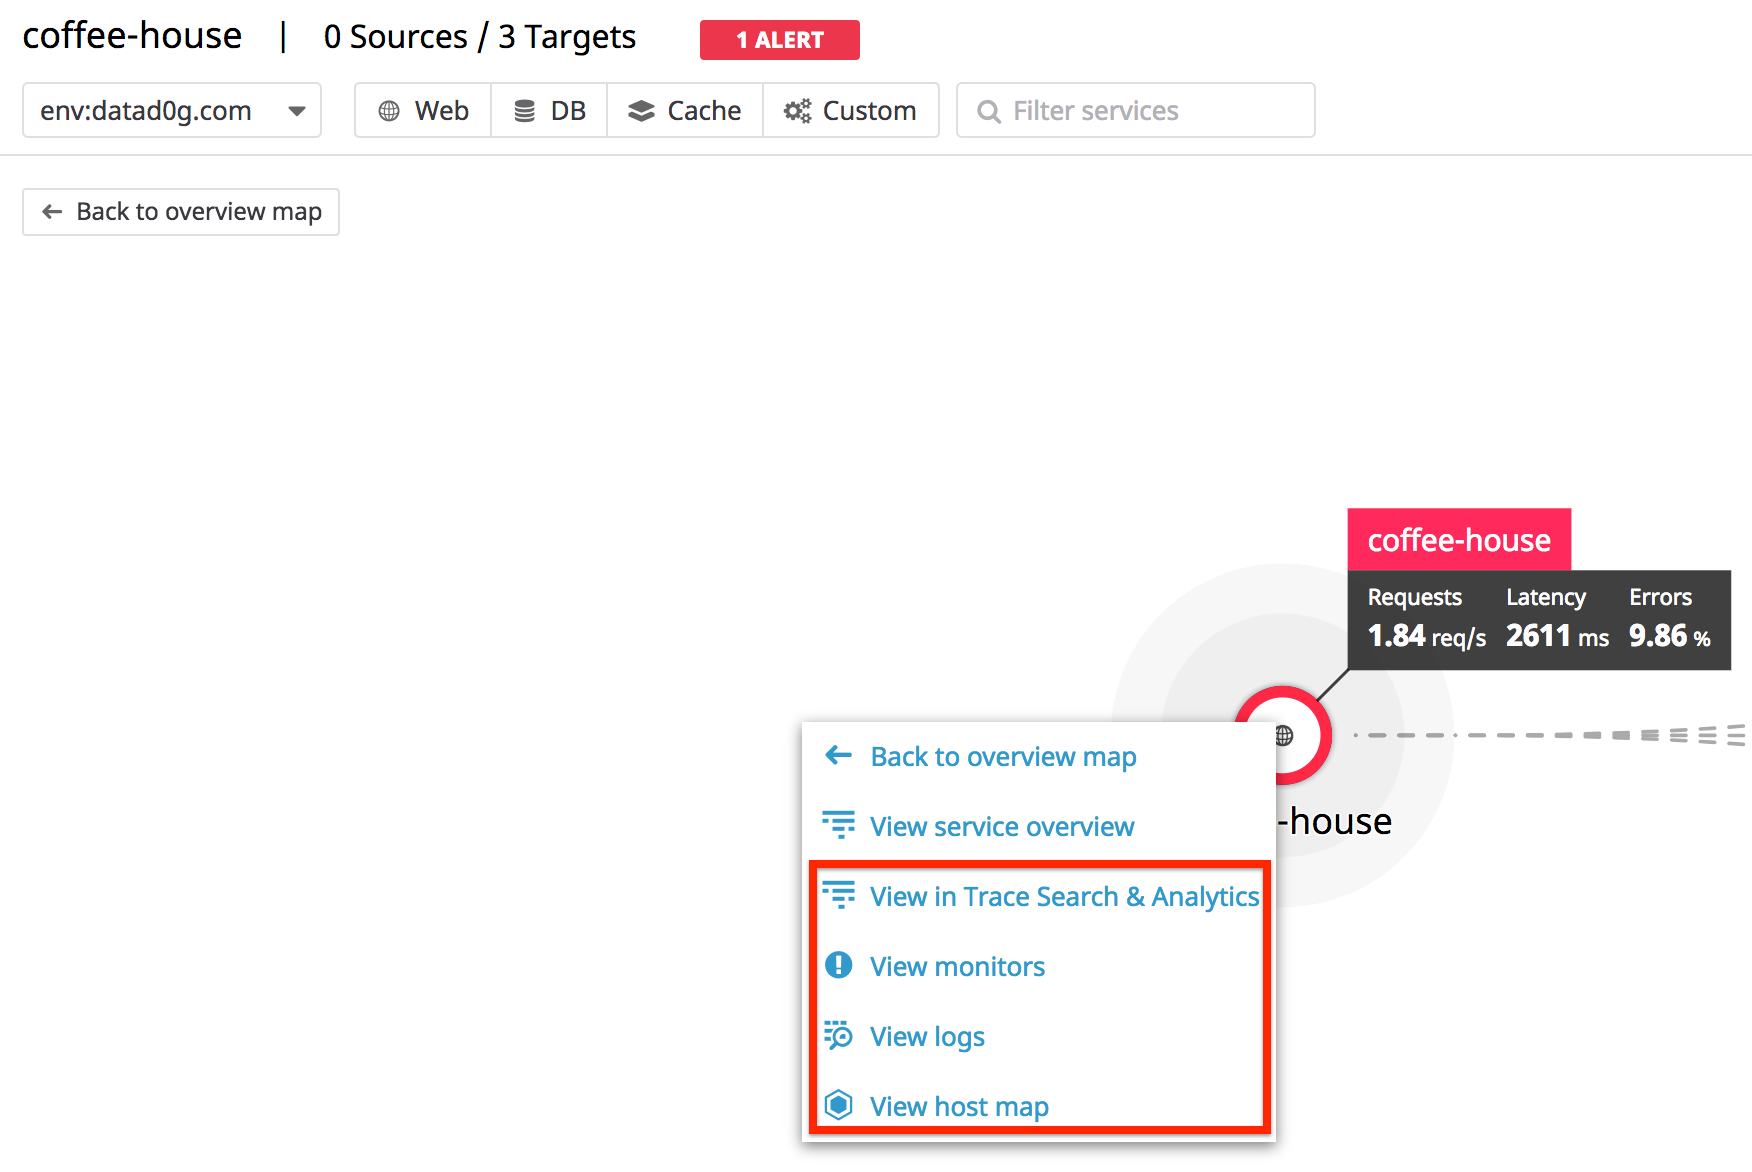 coffee-house | 0 Sources / 3 Targets 1 ALERT
env:datad0g.com Web DB Cache Custom Filter services
Back to overview map
coffee-house
Requests Latency Errors
1.84 req/s 2611 ms 9.86 %
Back to overview map
View service overview
-house
View in Trace Search & Analytics
View monitors
View logs
View host map